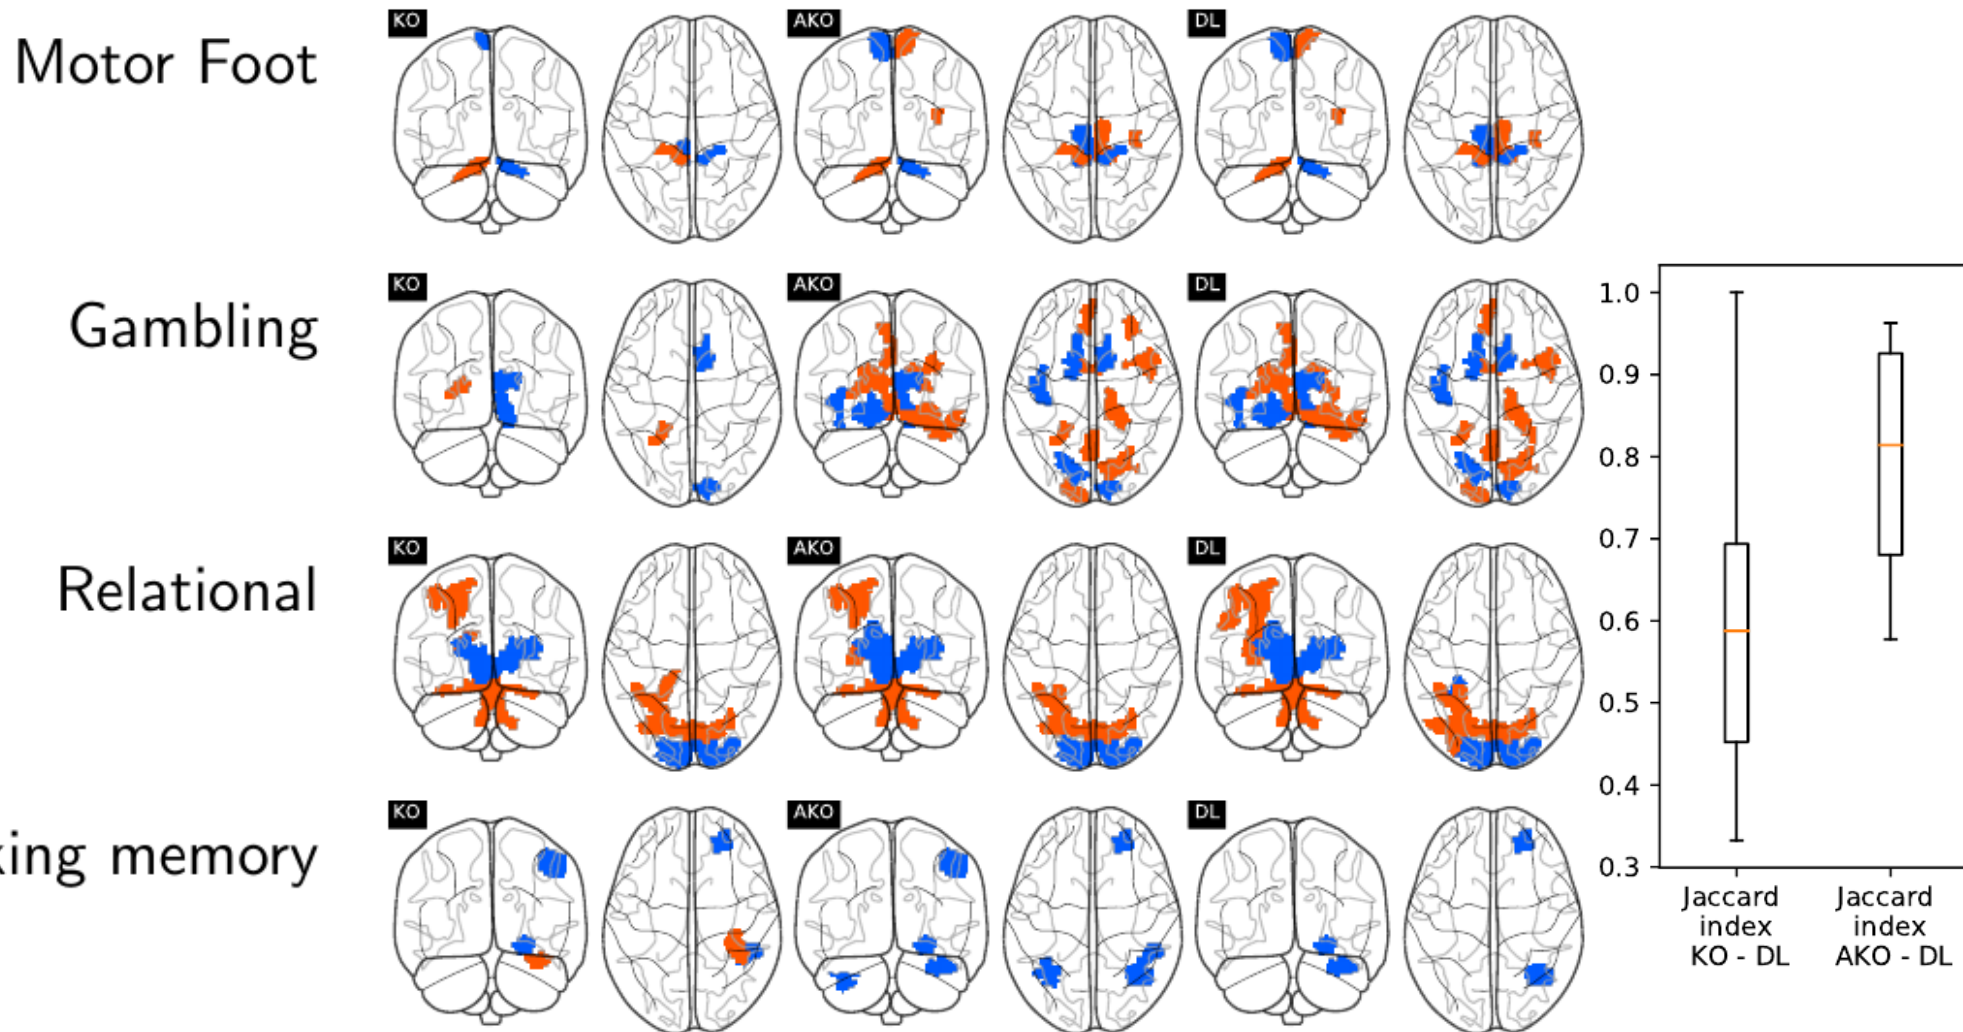 Motor Foot
KO
AKO
DL
Gambling
KO
AKO
DL
Relational
KO
AKO
DL
king memory
KO
AKO
DL
1.0
0.9
0.8
0.7
0.6
0.5
0.4
0.3
Jaccard
index
KO - DL
Jaccard
index
AKO - DL